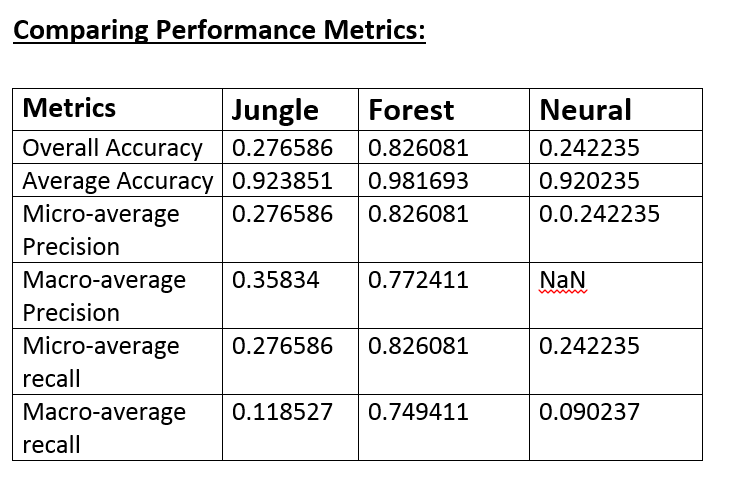 Comparing Performance Metrics:
Metrics Jungle Forest Neural
Overall Accuracy 0.276586 0.826081 0.242235
Average Accuracy 0.923851 0.981693 0.920235
Micro-average 0.276586 0.826081 0.0.242235
Precision
Macro-average 0.35834 0.772411 NaN
Precision
Micro-average 0.276586 0.826081 0.242235
recall
Macro-average 0.118527 0.749411 0.090237
recall